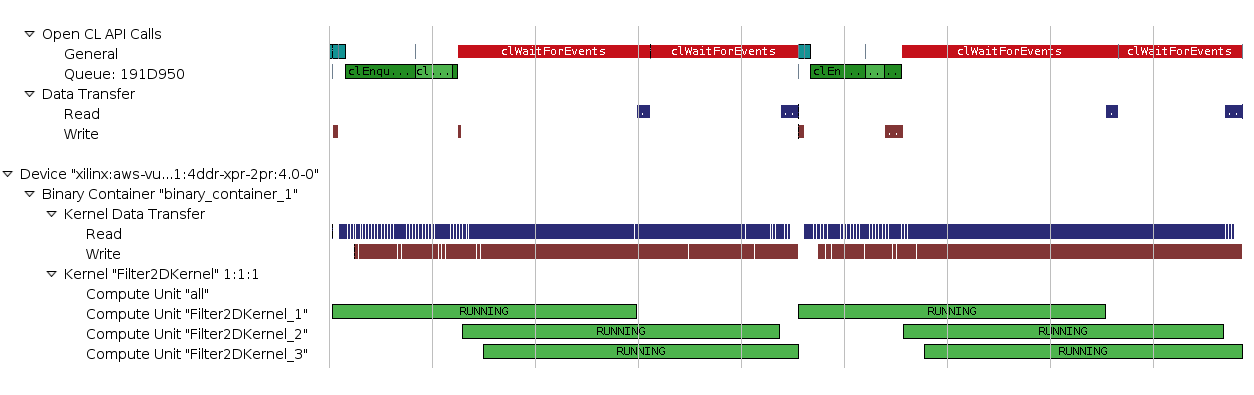 Open CL API Calls
General clWaitForEvents clWaitForEvents clWaitForEvents clWaitForEvents
Queue: 191D950 clEnqu... cl... clEn... .. ..
Data Transfer
Read . .. . ..
Write ..
Device "xilinx:aws-vu...1:4ddr-xpr-2pr:4.0-0"
Binary Container "binary_container_1"
Kernel Data Transfer
Read
Write
Kernel "Filter2DKernel" 1:1:1
Compute Unit "all"
Compute Unit "Filter2DKernel_1" RUNNING RUNNING
Compute Unit "Filter2DKernel_2" RUNNING RUNNING
Compute Unit "Filter2DKernel_3" RUNNING RUNNING